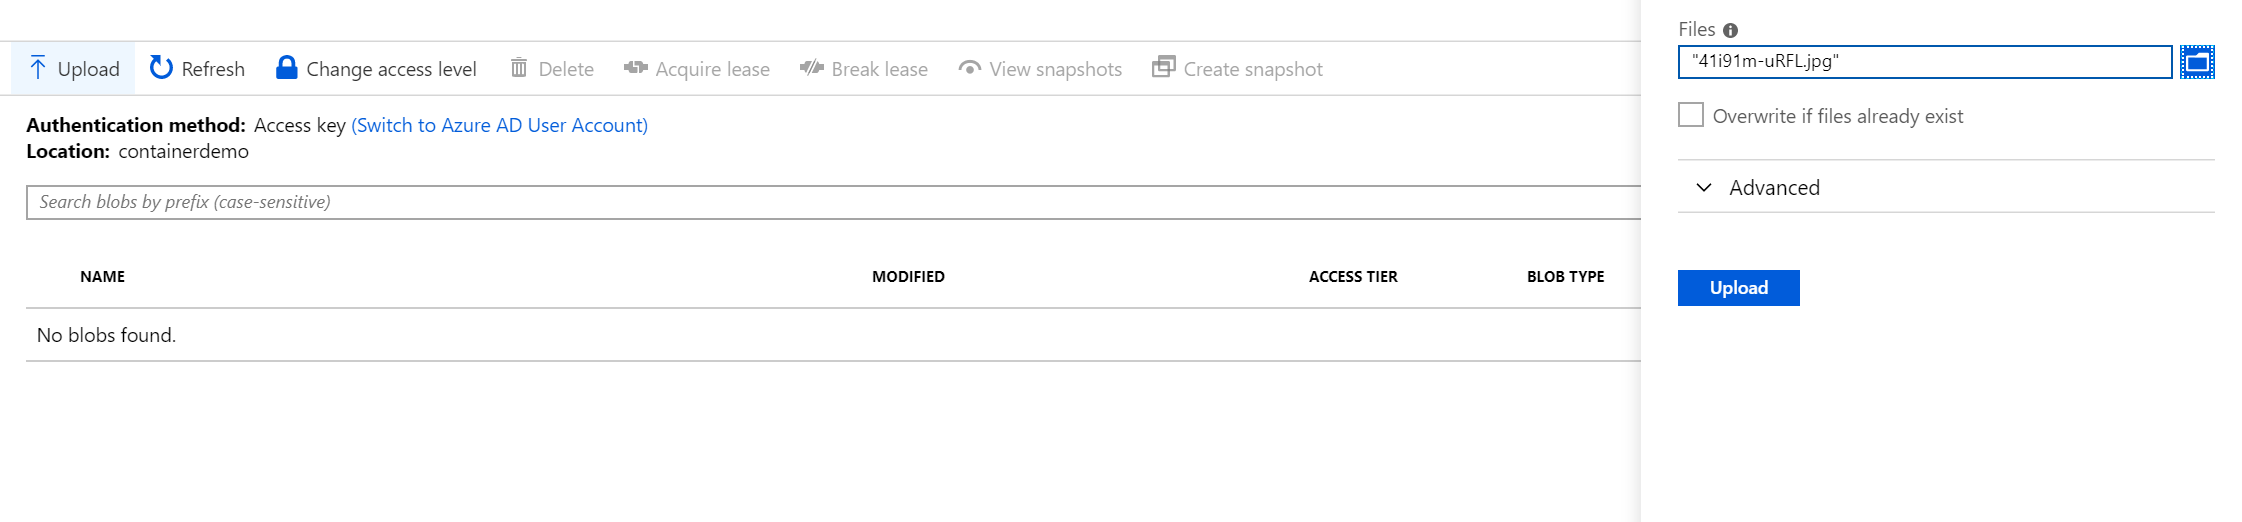 Upload Refresh Change access level Delete Acquire lease Break lease View snapshots Create snapshot
Authentication method: Access key (Switch to Azure AD User Account)
Location: containerdemo
Search blobs by prefix (case-sensitive)
NAME MODIFIED ACCESS TIER BLOB TYPE
No blobs found.
Files
"41i91m-uRFL.jpg"
Overwrite if files already exist
Advanced
Upload